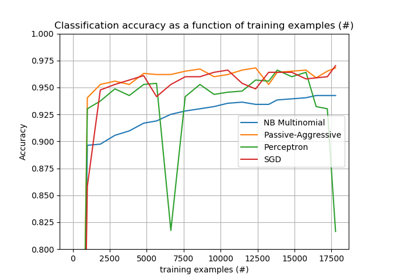 Classification accuracy as a function of training examples (#)
1.000
0.975
0.950
0.925
0.900
0.875
0.850
0.825
0.800
Accuracy
NB Multinomial
Passive-Aggressive
Perceptron
SGD
0 2500 5000 7500 10000 12500 15000 17500
training examples (#)